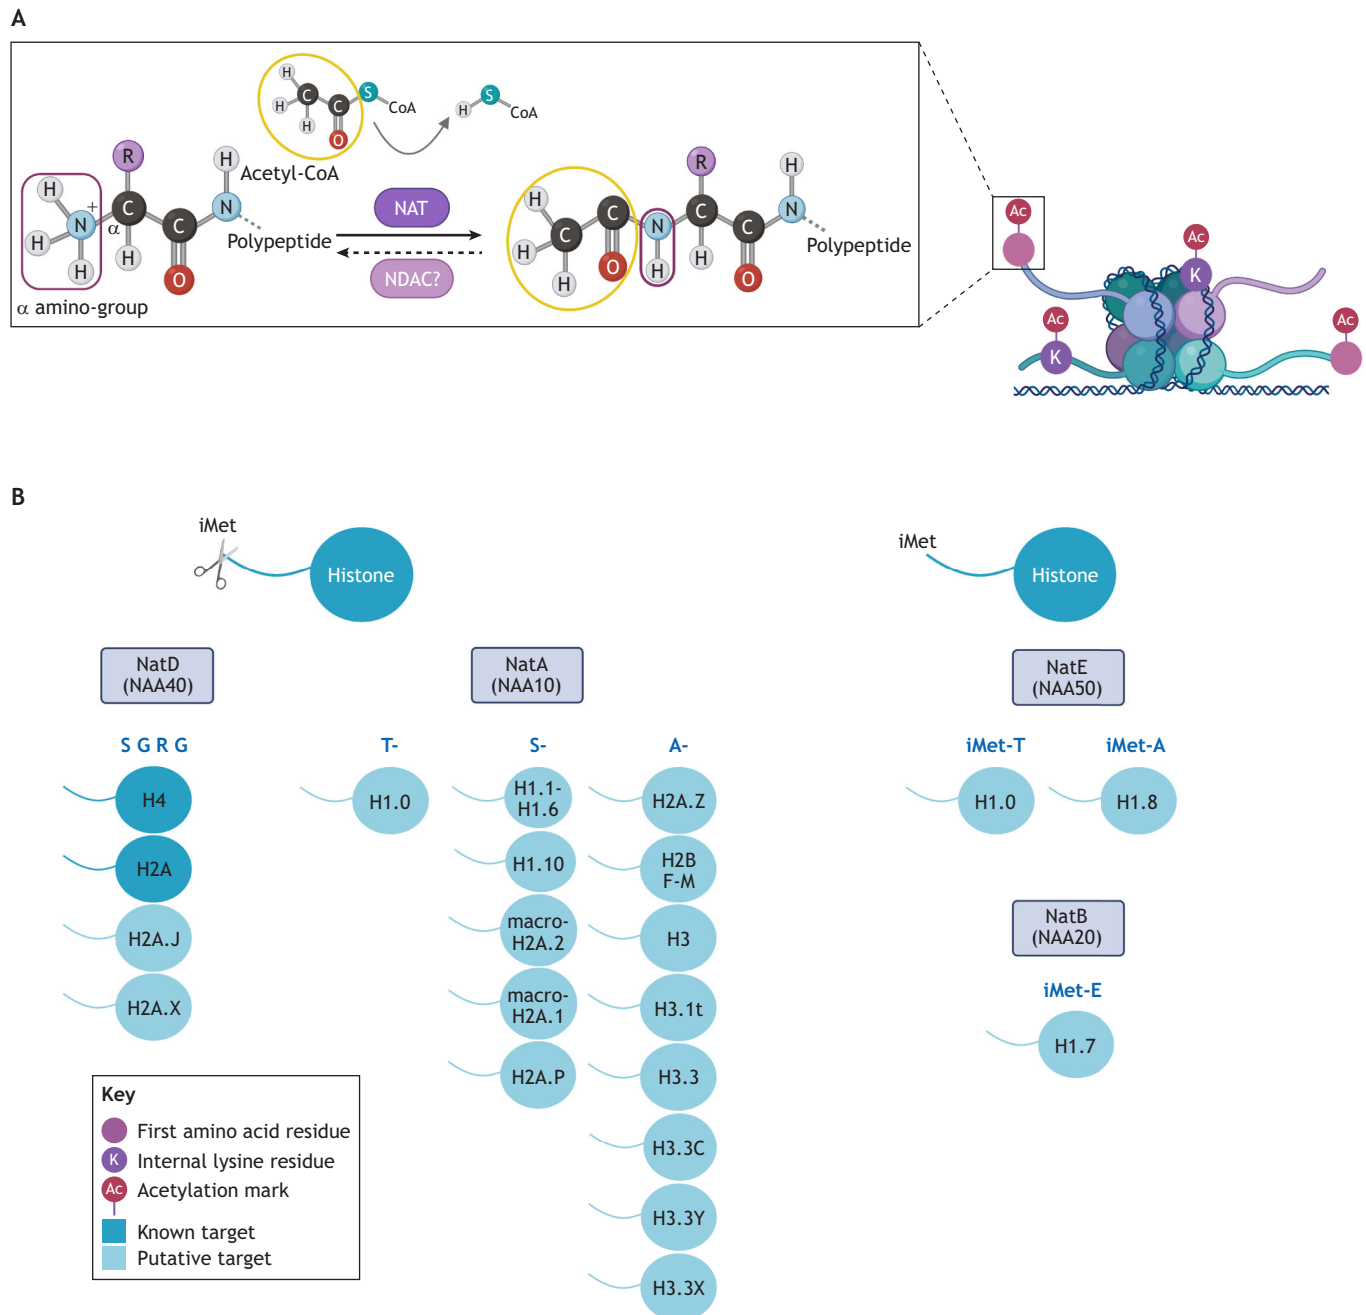 A
H
C
C
S
CoA
H
H
O
H
S
CoA
Acetyl-CoA
R
H
H
H
N
+
H
C
α
H
C
O
N
Polypeptide
α amino-group
NAT
NDAC?
H
H
H
C
C
O
N
H
R
C
H
C
O
H
N
Polypeptide
Ac
Ac
K
Ac
K
Ac
B
iMet
Histone
iMet
Histone
NatD
(NAA40)
NatA
(NAA10)
NatE
(NAA50)
S G R G
H4
H2A
H2A.J
H2A.X
T-
H1.0
S-
H1.1-
H1.6
H1.10
macro-
H2A.2
macro-
H2A.1
H2A.P
A-
H2A.Z
H2B
F-M
H3
H3.1t
H3.3
H3.3C
H3.3Y
H3.3X
iMet-T
H1.0
iMet-A
H1.8
NatB
(NAA20)
iMet-E
H1.7
Key
First amino acid residue
K
Internal lysine residue
Ac
Acetylation mark
Known target
Putative target